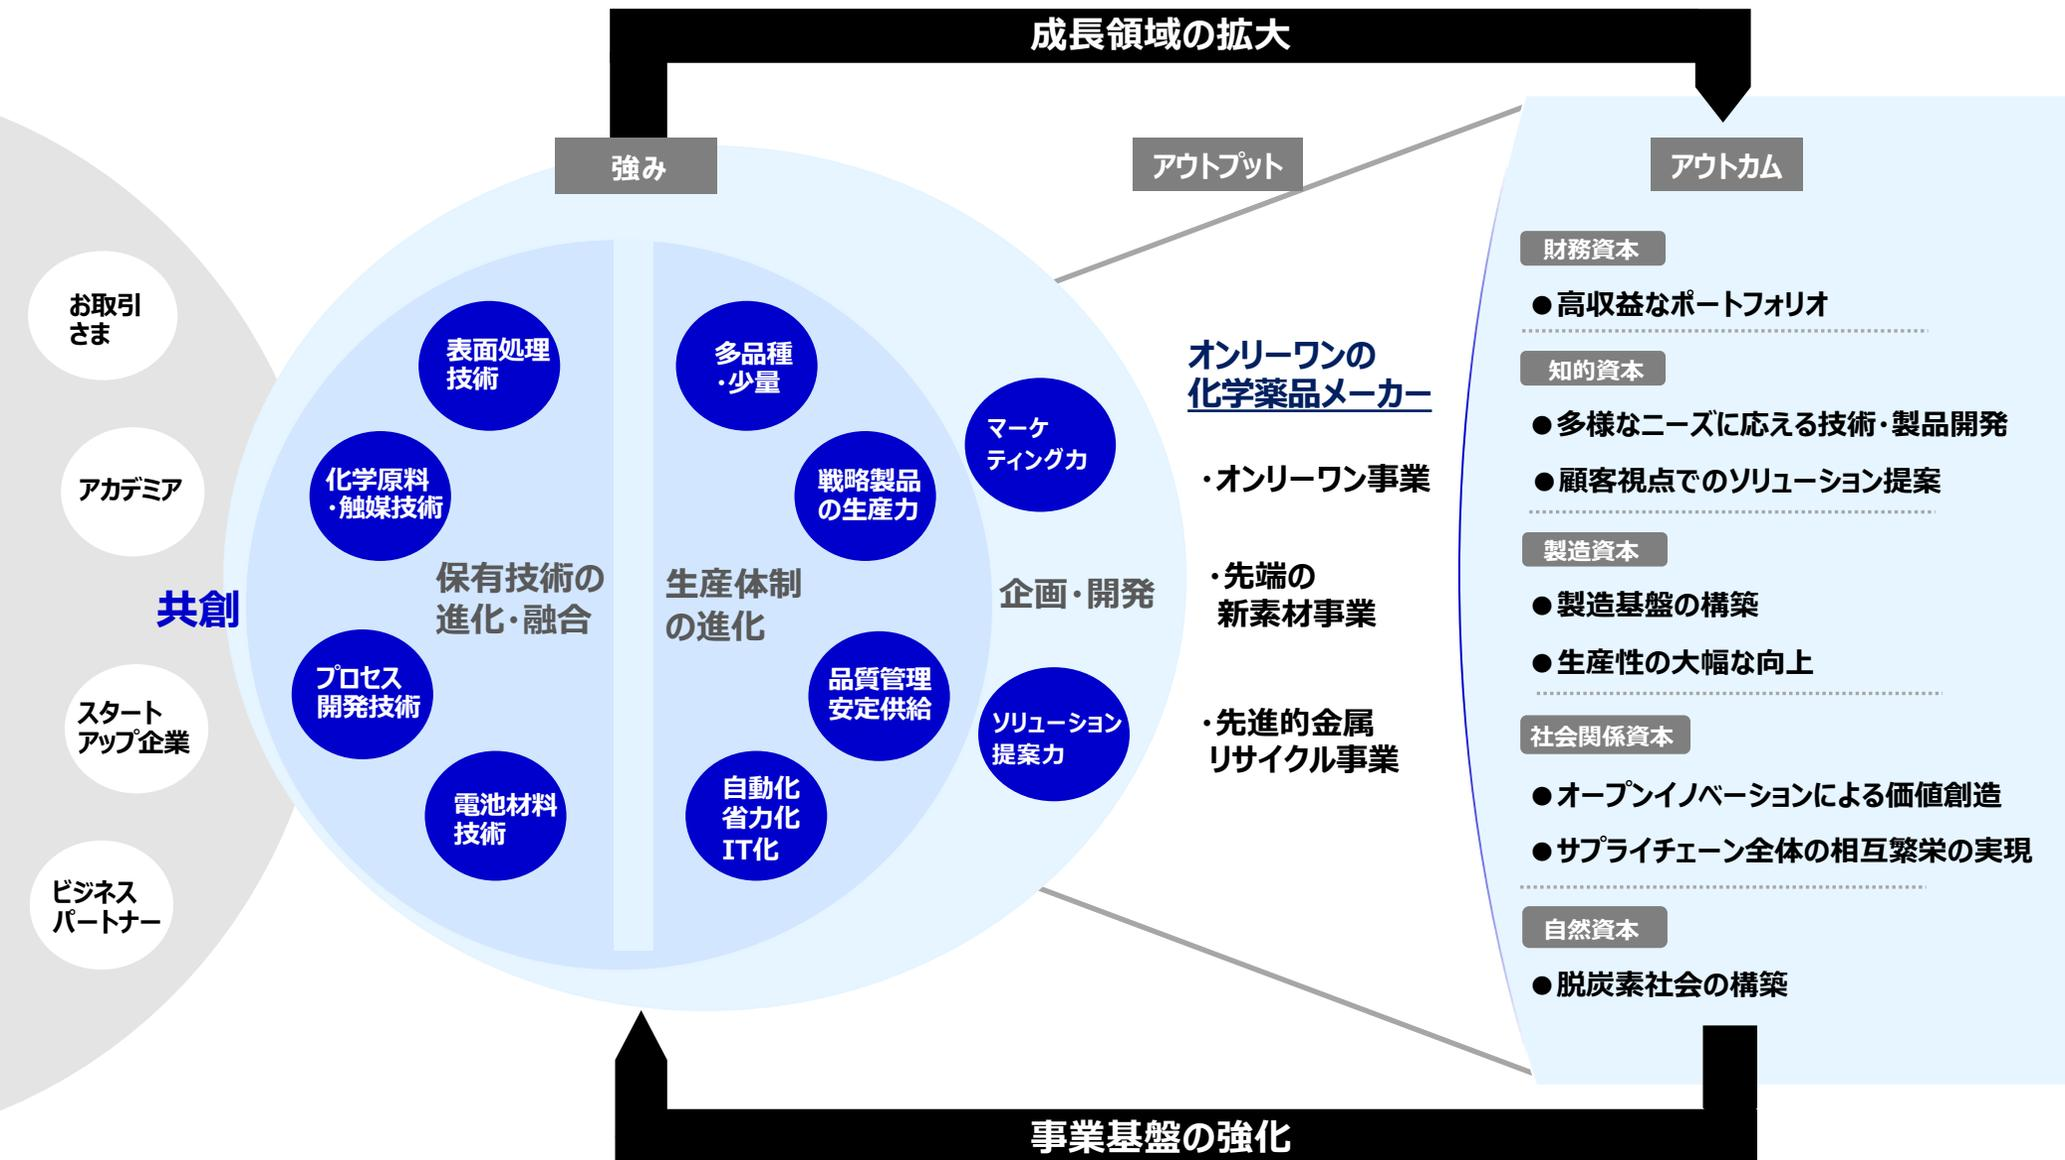 成長領域の拡大
強み
アウトプット
アウトカム
お取引
さま
アカデミア
共創
スタート
アップ企業
ビジネス
パートナー
表面処理
技術
化学原料
・触媒技術
保有技術の
進化・融合
プロセス
開発技術
電池材料
技術
多品種
・少量
戦略製品
の生産力
生産体制
の進化
品質管理
安定供給
自動化
省力化
IT化
マーケ
ティング力
企画・開発
ソリューション
提案力
オンリーワンの
化学薬品メーカー
・オンリーワン事業
・先端の
新素材事業
・先進的金属
リサイクル事業
財務資本
●高収益なポートフォリオ
知的資本
●多様なニーズに応える技術・製品開発
●顧客視点でのソリューション提案
製造資本
●製造基盤の構築
●生産性の大幅な向上
社会関係資本
●オープンイノベーションによる価値創造
●サプライチェーン全体の相互繁栄の実現
自然資本
●脱炭素社会の構築
事業基盤の強化